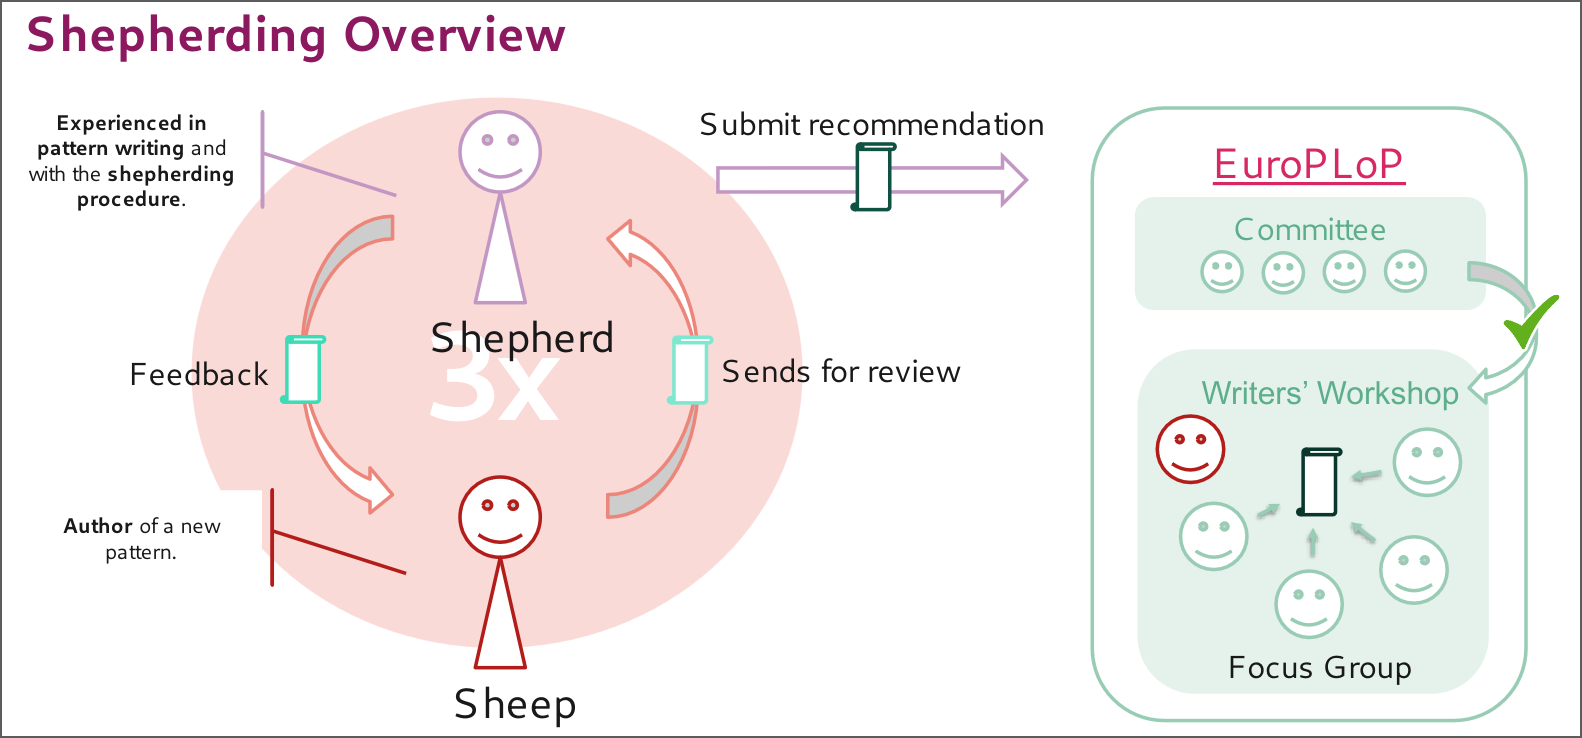 Shepherding Overview
Experienced in
pattern writing and
with the shepherding
procedure.
Submit recommendation
EuroPLoP
Committee
Shepherd
3x
Feedback
Sends for review
Writers’ Workshop
Author of a new
pattern.
Focus Group
Sheep